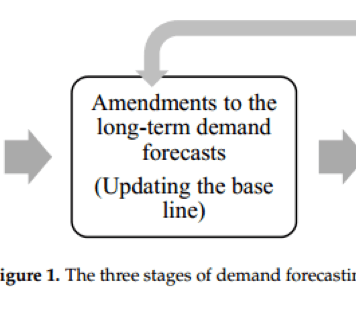 Amendments to the
long-term demand
forecasts
(Updating the base
line)
igure 1. The three stages of demand forecastin